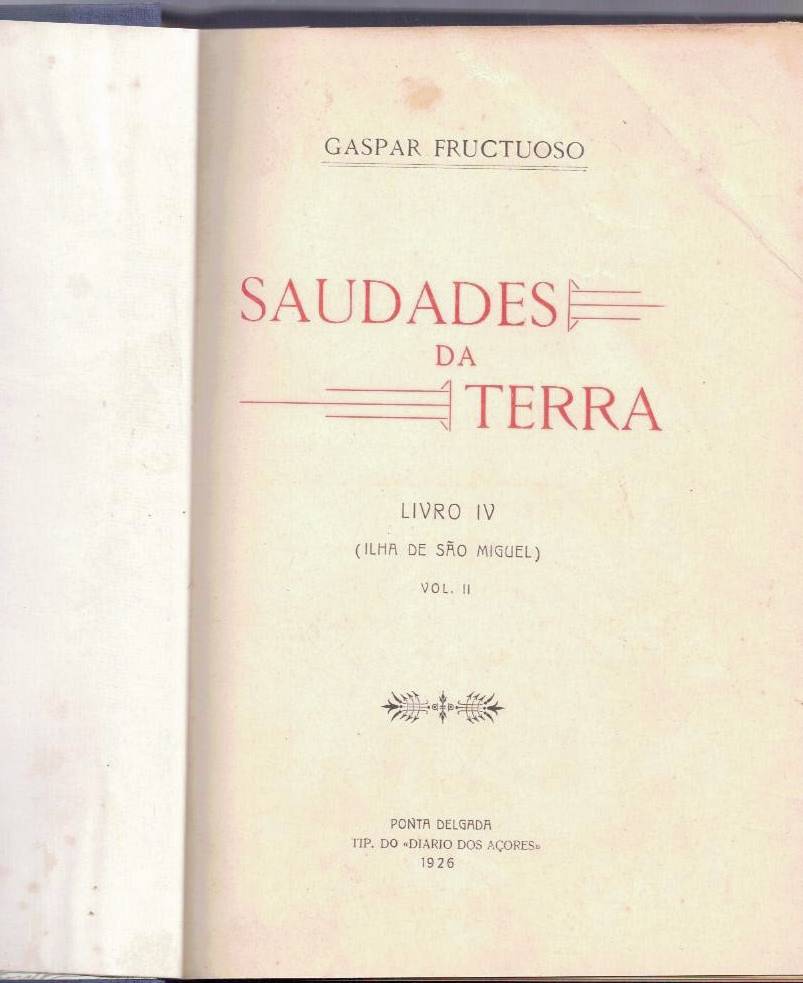 GASPAR FRUCTUOSO
SAUDADES
DA
TERRA
LIVRO IV
(ILHA DE SÃO MIGUEL)
VOL. II
PONTA DELGADA
TIP. DO «DIARIO DOS AÇORES»
1926